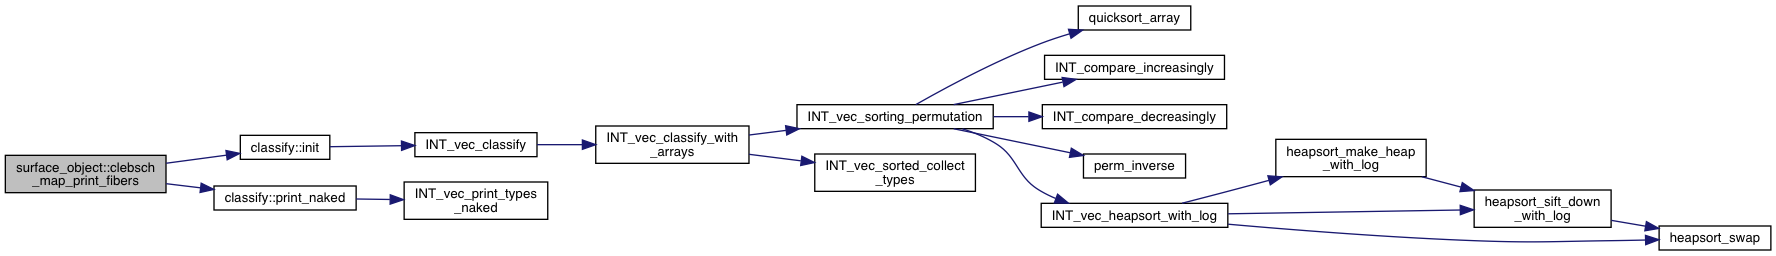 surface_object::clebsch
_map_print_fibers
classify::init
classify::print_naked
INT_vec_classify
INT_vec_print_types
_naked
INT_vec_classify_with
_arrays
INT_vec_sorting_permutation
INT_vec_sorted_collect
_types
quicksort_array
INT_compare_increasingly
INT_compare_decreasingly
perm_inverse
INT_vec_heapsort_with_log
heapsort_make_heap
_with_log
heapsort_sift_down
_with_log
heapsort_swap